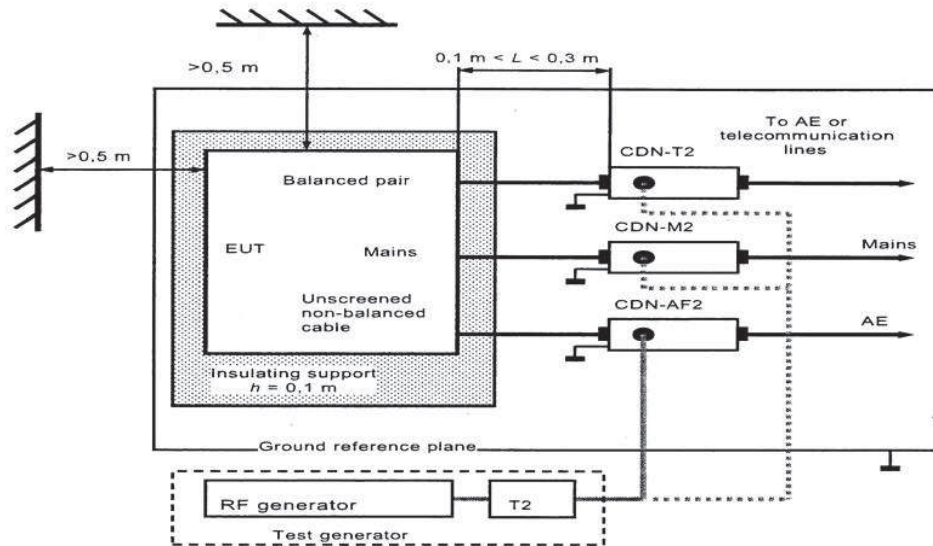 >0,5 m
0,1 m < L < 0,3 m
>0,5 m
To AE or
telecommunication
lines
CDN-T2
Balanced pair
CDN-M2
EUT
Mains
Mains
Unscreened
non-balanced
cable
CDN-AF2
AE
Insulating support
h = 0,1 m
Ground reference plane
RF generator
T2
Test generator